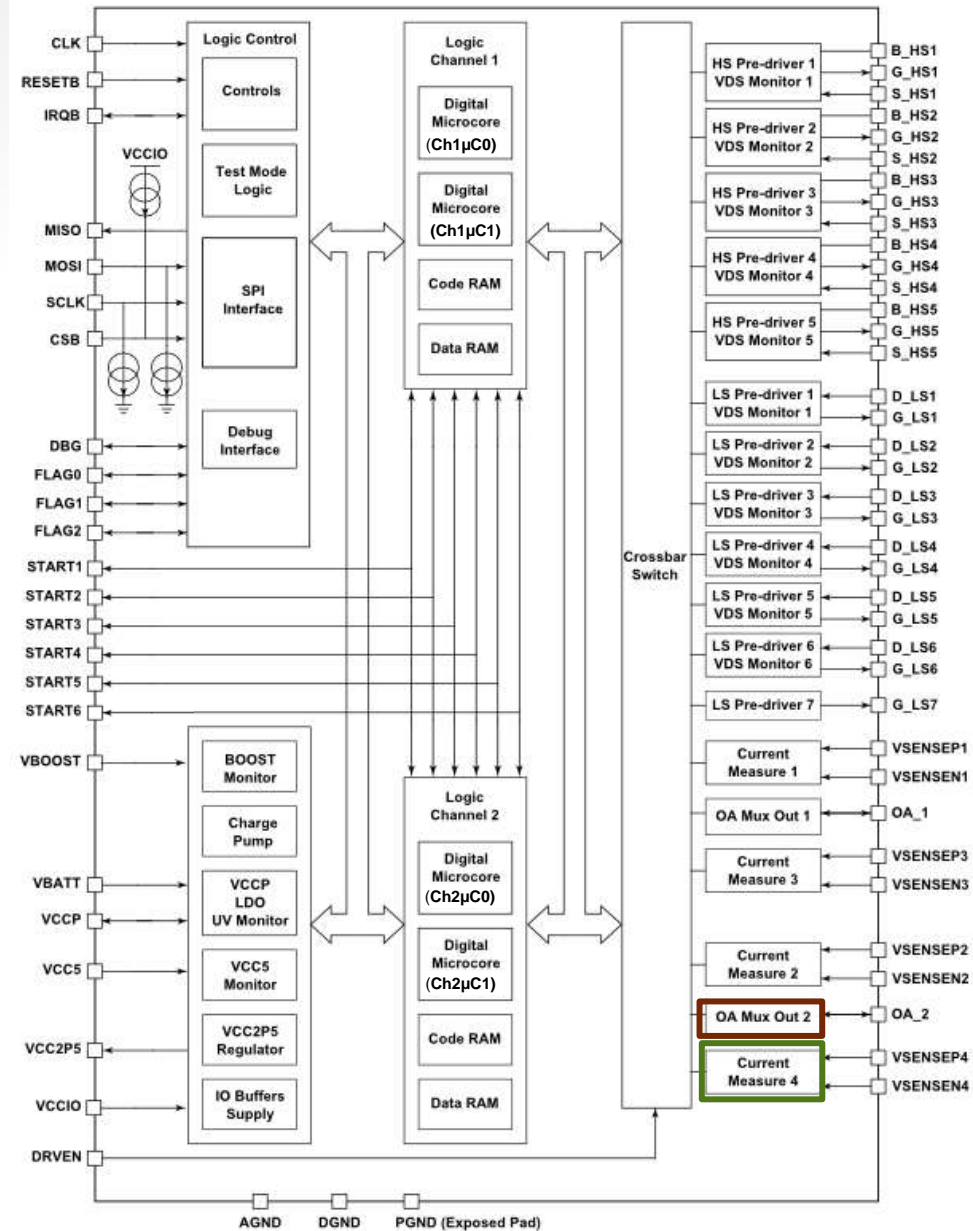 CLK
RESETB
IRQB
VCCIO
MISO
MOSI
SCLK
CSB
DBG
FLAG0
FLAG1
FLAG2
START1
START2
START3
START4
START5
START6
VBOOST
VBATT
VCCP
VCC5
VCC2P5
VCCIO
DRVEN
Logic Control
Controls
Test Mode
Logic
SPI
Interface
Debug
Interface
BOOST
Monitor
Charge
Pump
VCCP
LDO
UV Monitor
VCC5
Monitor
VCC2P5
Regulator
IO Buffers
Supply
Logic
Channel 1
Digital
Microcore
(Ch1µC0)
Digital
Microcore
(Ch1µC1)
Code RAM
Data RAM
Logic
Channel 2
Digital
Microcore
(Ch2µC0)
Digital
Microcore
(Ch2µC1)
Code RAM
Data RAM
Crossbar
Switch
HS Pre-driver 1
VDS Monitor 1
HS Pre-driver 2
VDS Monitor 2
HS Pre-driver 3
VDS Monitor 3
HS Pre-driver 4
VDS Monitor 4
HS Pre-driver 5
VDS Monitor 5
LS Pre-driver 1
VDS Monitor 1
LS Pre-driver 2
VDS Monitor 2
LS Pre-driver 3
VDS Monitor 3
LS Pre-driver 4
VDS Monitor 4
LS Pre-driver 5
VDS Monitor 5
LS Pre-driver 6
VDS Monitor 6
LS Pre-driver 7
Current
Measure 1
OA Mux Out 1
Current
Measure 3
Current
Measure 2
OA Mux Out 2
Current
Measure 4
B_HS1
G_HS1
S_HS1
B_HS2
G_HS2
S_HS2
B_HS3
G_HS3
S_HS3
B_HS4
G_HS4
S_HS4
B_HS5
G_HS5
S_HS5
D_LS1
G_LS1
D_LS2
G_LS2
D_LS3
G_LS3
D_LS4
G_LS4
D_LS5
G_LS5
D_LS6
G_LS6
G_LS7
VSENSEP1
VSENSEN1
OA_1
VSENSEP3
VSENSEN3
VSENSEP2
VSENSEN2
OA_2
VSENSEP4
VSENSEN4
AGND
DGND
PGND (Exposed Pad)